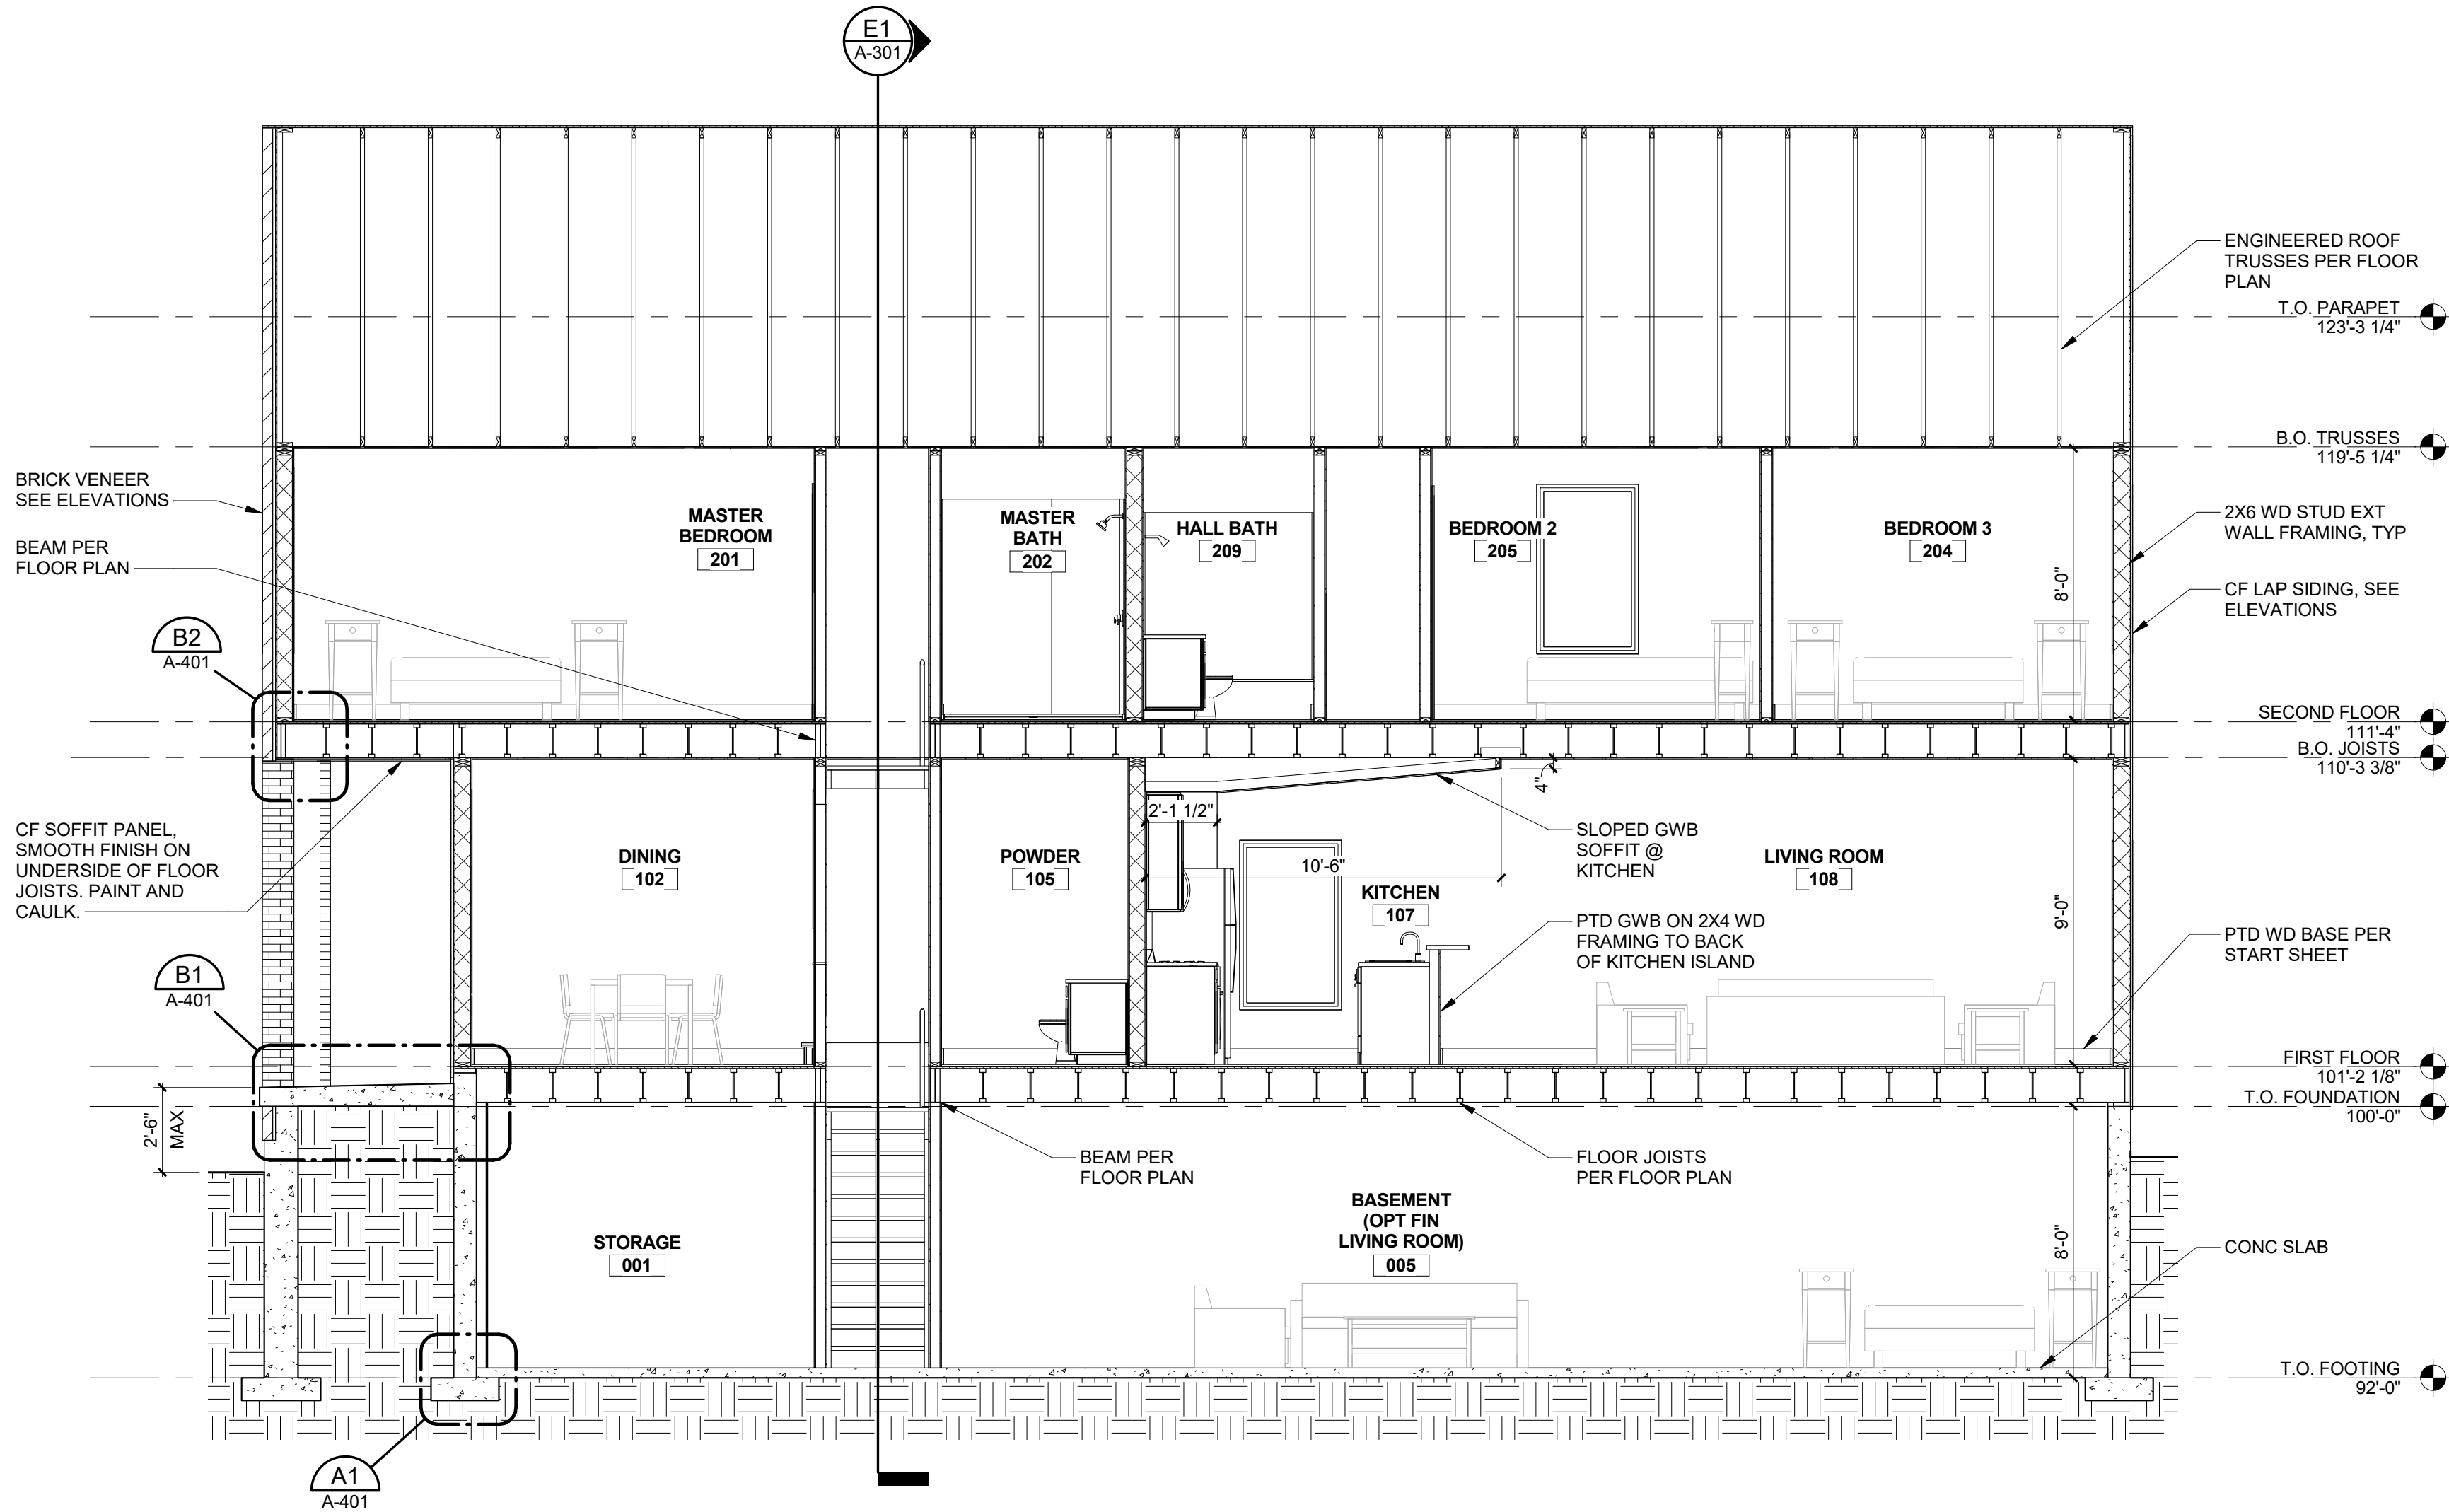 E1
A-301
ENGINEERED ROOF
TRUSSES PER FLOOR
PLAN
T.O. PARAPET
123'-3 1/4"
B.O. TRUSSES
119'-5 1/4"
BRICK VENEER
SEE ELEVATIONS
BEAM PER
FLOOR PLAN
MASTER
BEDROOM
201
MASTER
BATH
202
HALL BATH
209
BEDROOM 2
205
BEDROOM 3
204
8'-0"
2X6 WD STUD EXT
WALL FRAMING, TYP
CF LAP SIDING, SEE
ELEVATIONS
B2
A-401
SECOND FLOOR
111'-4"
B.O. JOISTS
110'-3 3/8"
4"
2'-1 1/2"
CF SOFFIT PANEL,
SMOOTH FINISH ON
UNDERSIDE OF FLOOR
JOISTS. PAINT AND
CAULK.
DINING
102
POWDER
105
10'-6"
KITCHEN
107
SLOPED GWB
SOFFIT @
KITCHEN
LIVING ROOM
108
9'-0"
PTD GWB ON 2X4 WD
FRAMING TO BACK
OF KITCHEN ISLAND
PTD WD BASE PER
START SHEET
B1
A-401
FIRST FLOOR
101'-2 1/8"
T.O. FOUNDATION
100'-0"
2'-6"
MAX
BEAM PER
FLOOR PLAN
FLOOR JOISTS
PER FLOOR PLAN
STORAGE
001
BASEMENT
(OPT FIN
LIVING ROOM)
005
8'-0"
CONC SLAB
T.O. FOOTING
92'-0"
A1
A-401